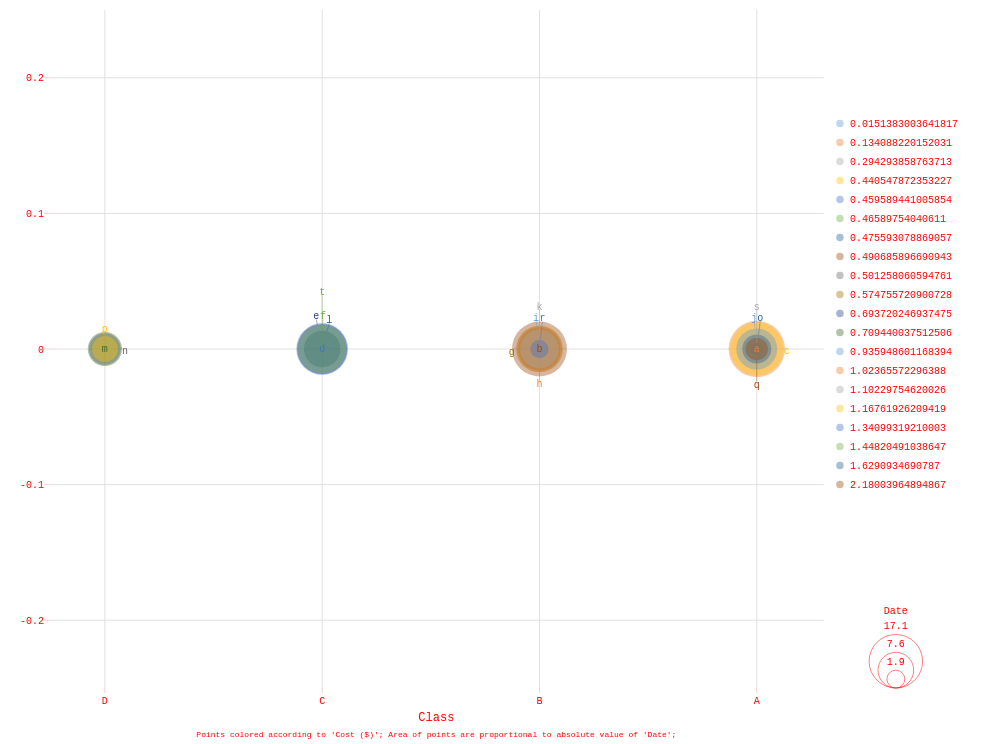 0.2
0.1
0
-0.1
-0.2
t
e f l
k
i r
s
j o
m n
d
g b
h
a c
q
D C B A
Class
Points colored according to 'Cost ($)'; Area of points are proportional to absolute value of 'Date';
0.0151383003641817
0.134088220152031
0.294293858763713
0.440547872353227
0.459589441005854
0.46589754040611
0.475593078869057
0.490685896690943
0.501258060594761
0.574755720900728
0.693720246937475
0.709440037512506
0.935948601168394
1.02365572296388
1.10229754620026
1.16761926209419
1.34099319210003
1.44820491038647
1.6290934690787
2.18003964894867
Date
17.1
7.6
1.9